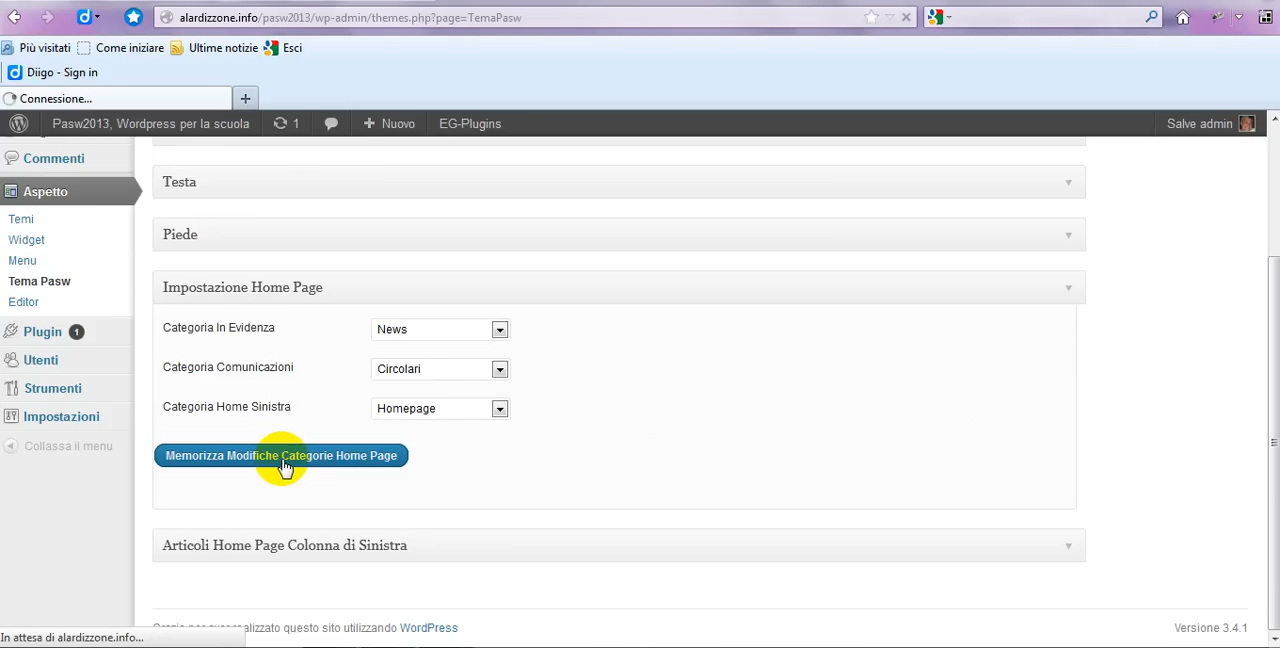 alardizzone.info/pasw2013/wp-admin/themes.php?page=TemaPasw
Più visitati Come iniziare Ultime notizie Esci
Diigo - Sign in
Connessione...
Pasw2013, Wordpress per la scuola 1 Nuovo EG-Plugins Salve admin
Commenti
Aspetto
Temi
Widget
Menu
Tema Pasw
Editor
Plugin 1
Utenti
Strumenti
Impostazioni
Collassa il menu
Testa
Piede
Impostazione Home Page
Categoria In Evidenza News
Categoria Comunicazioni Circolari
Categoria Home Sinistra Homepage
Memorizza Modifiche Categorie Home Page
Articoli Home Page Colonna di Sinistra
realizzato questo sito utilizzando WordPress
Versione 3.4.1
In attesa di alardizzone.info...